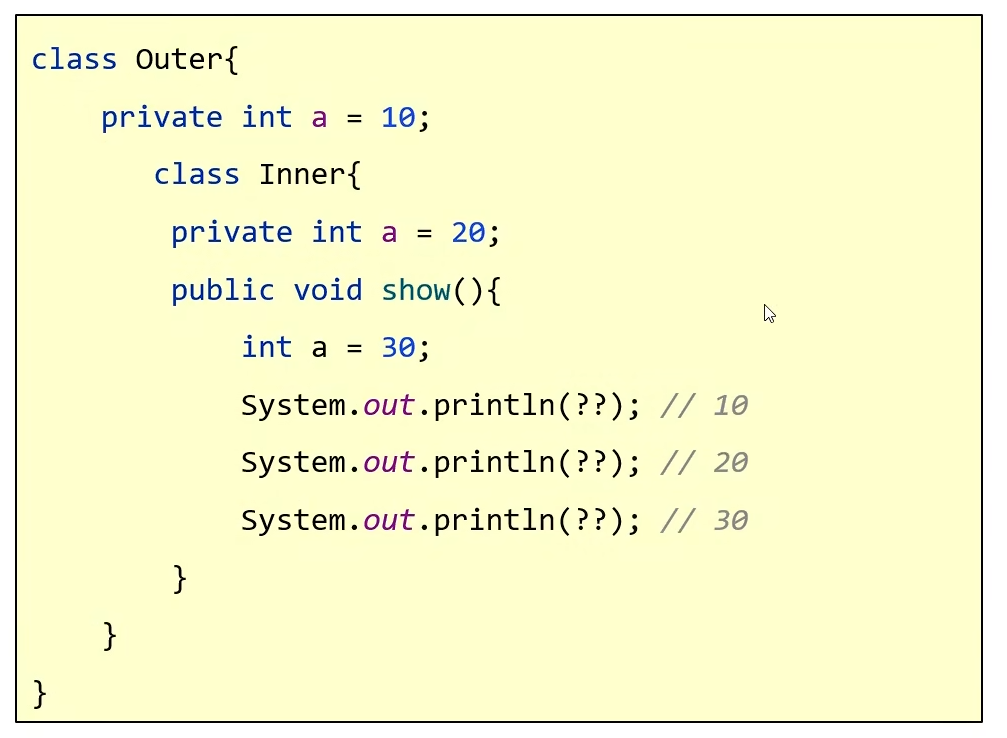 class Outer{
    private int a = 10;
       class Inner{
        private int a = 20;
        public void show(){
            int a = 30;
            System.out.println(??); // 10
            System.out.println(??); // 20
            System.out.println(??); // 30
        }
    }
}